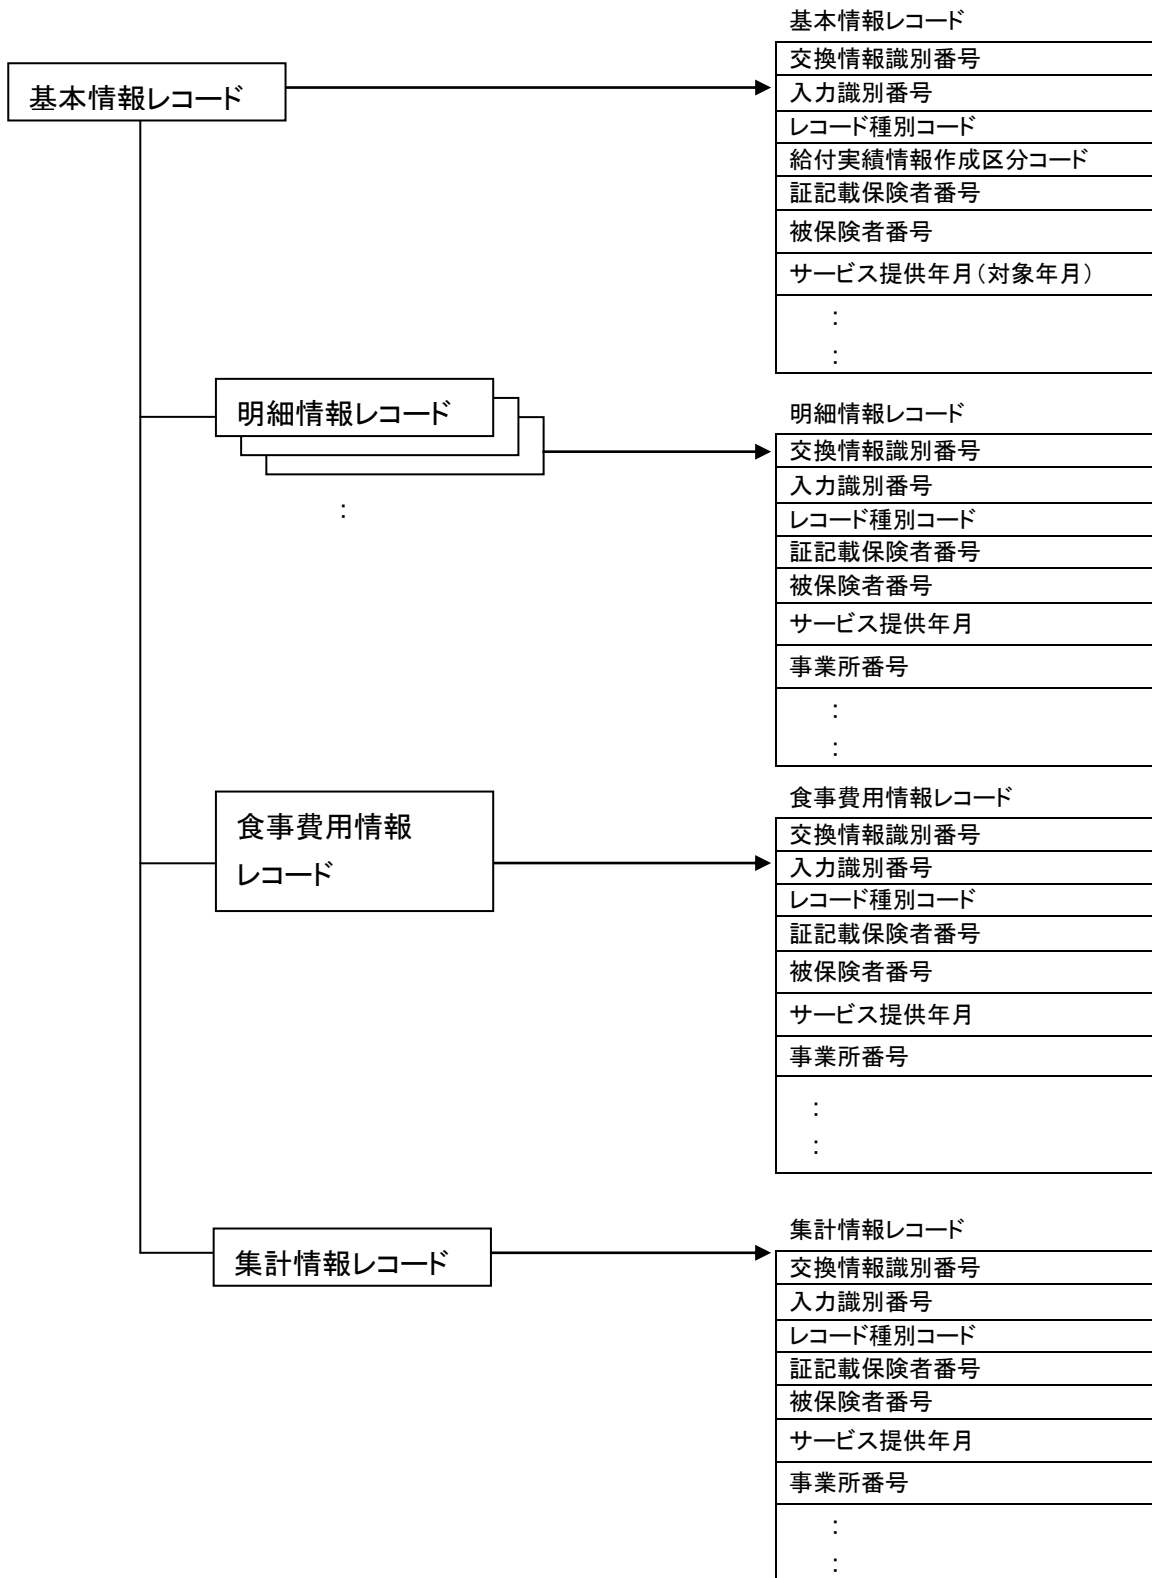 基本情報レコード
基本情報レコード
交換情報識別番号
入力識別番号
レコード種別コード
給付実績情報作成区分コード
証記載保険者番号
被保険者番号
サービス提供年月(対象年月)
:
:
明細情報レコード
:
明細情報レコード
交換情報識別番号
入力識別番号
レコード種別コード
証記載保険者番号
被保険者番号
サービス提供年月
事業所番号
:
:
食事費用情報
レコード
食事費用情報レコード
交換情報識別番号
入力識別番号
レコード種別コード
証記載保険者番号
被保険者番号
サービス提供年月
事業所番号
:
:
集計情報レコード
集計情報レコード
交換情報識別番号
入力識別番号
レコード種別コード
証記載保険者番号
被保険者番号
サービス提供年月
事業所番号
:
: